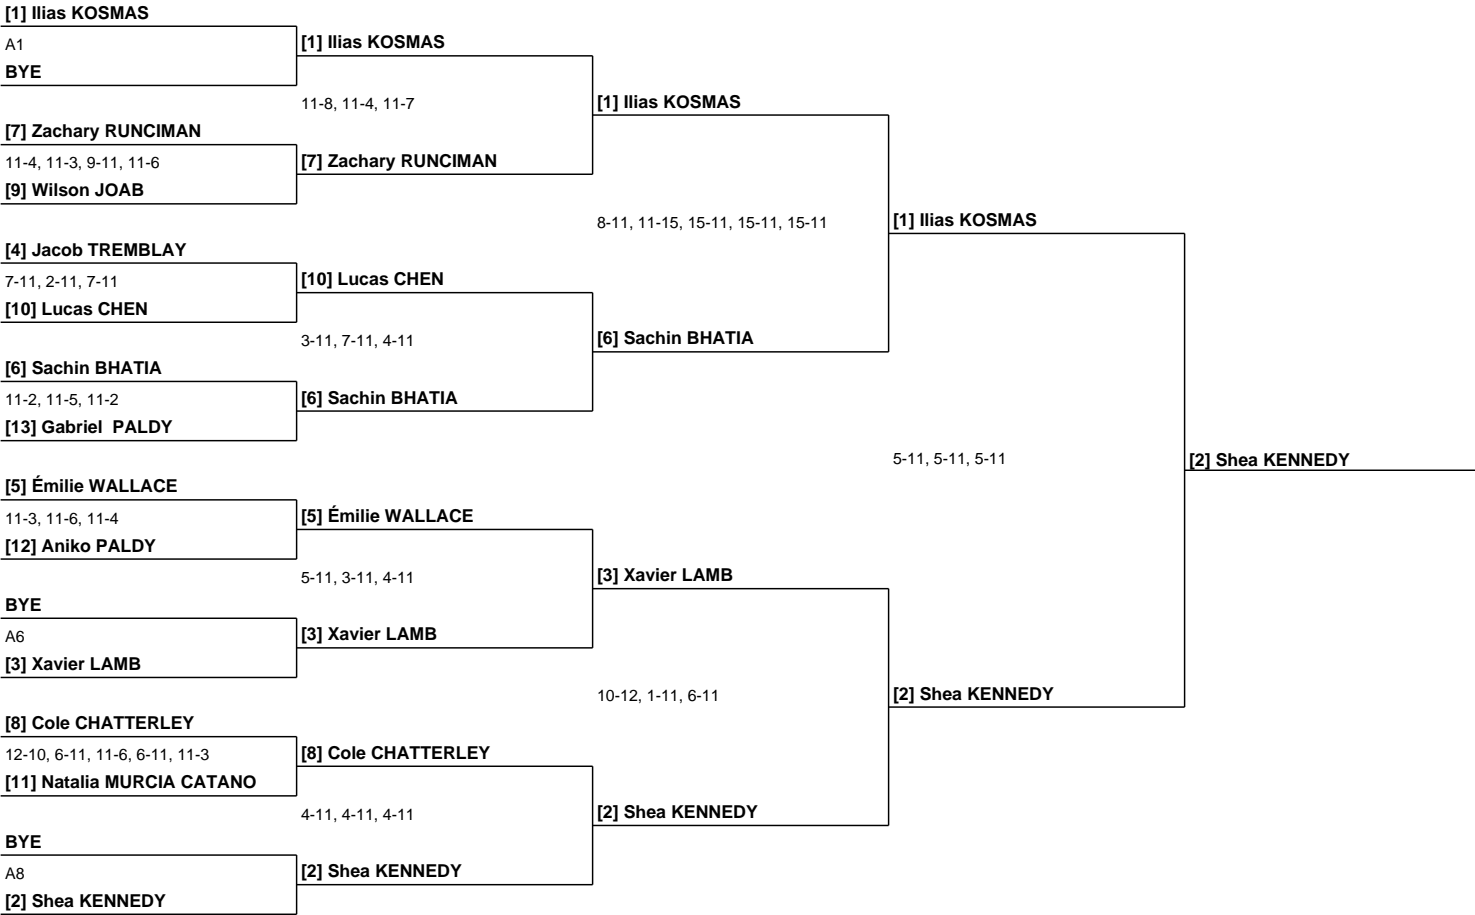 [1] Ilias KOSMAS
A1
BYE
[7] Zachary RUNCIMAN
11-4, 11-3, 9-11, 11-6
[9] Wilson JOAB
[4] Jacob TREMBLAY
7-11, 2-11, 7-11
[10] Lucas CHEN
[6] Sachin BHATIA
11-2, 11-5, 11-2
[13] Gabriel  PALDY
[5] Émilie WALLACE
11-3, 11-6, 11-4
[12] Aniko PALDY
BYE
A6
[3] Xavier LAMB
[8] Cole CHATTERLEY
12-10, 6-11, 11-6, 6-11, 11-3
[11] Natalia MURCIA CATANO
BYE
A8
[2] Shea KENNEDY
[1] Ilias KOSMAS
11-8, 11-4, 11-7
[7] Zachary RUNCIMAN
[10] Lucas CHEN
3-11, 7-11, 4-11
[6] Sachin BHATIA
[5] Émilie WALLACE
5-11, 3-11, 4-11
[3] Xavier LAMB
[8] Cole CHATTERLEY
4-11, 4-11, 4-11
[2] Shea KENNEDY
[1] Ilias KOSMAS
8-11, 11-15, 15-11, 15-11, 15-11
[6] Sachin BHATIA
[3] Xavier LAMB
10-12, 1-11, 6-11
[2] Shea KENNEDY
[1] Ilias KOSMAS
5-11, 5-11, 5-11
[2] Shea KENNEDY
[2] Shea KENNEDY